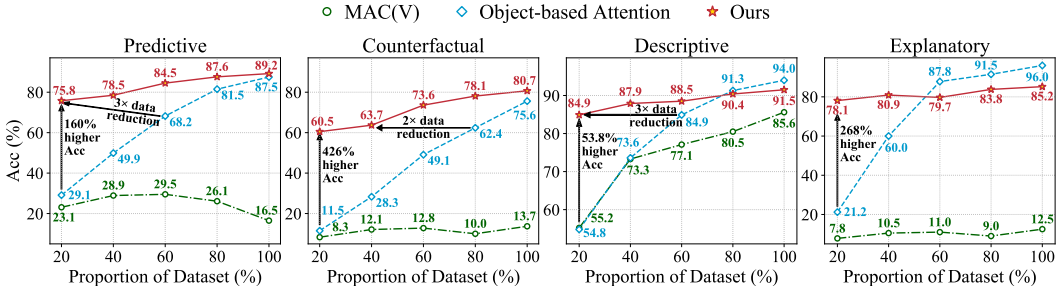 MAC(V) Object-based Attention Ours
Predictive
Acc (%)
80
60
40
20
75.8
78.5
84.5
87.6
89.2
3× data
reduction
160%
higher
Acc
29.1
49.9
68.2
81.5
87.5
23.1
28.9
29.5
26.1
16.5
20 40 60 80 100
Proportion of Dataset (%)
Counterfactual
80
60
40
20
60.5
63.7
73.6
78.1
80.7
2× data
reduction
426%
higher
Acc
11.5
28.3
49.1
62.4
75.6
8.3
12.1
12.8
10.0
13.7
20 40 60 80 100
Proportion of Dataset (%)
Descriptive
90
80
70
60
84.9
87.9
88.5
90.4
91.5
3× data
reduction
53.8%
higher
Acc
54.8
73.6
84.9
91.3
94.0
55.2
73.3
77.1
80.5
85.6
20 40 60 80 100
Proportion of Dataset (%)
Explanatory
80
60
40
20
78.1
80.9
79.7
83.8
85.2
268%
higher
Acc
21.2
60.0
87.8
91.5
96.0
7.8
10.5
11.0
9.0
12.5
20 40 60 80 100
Proportion of Dataset (%)